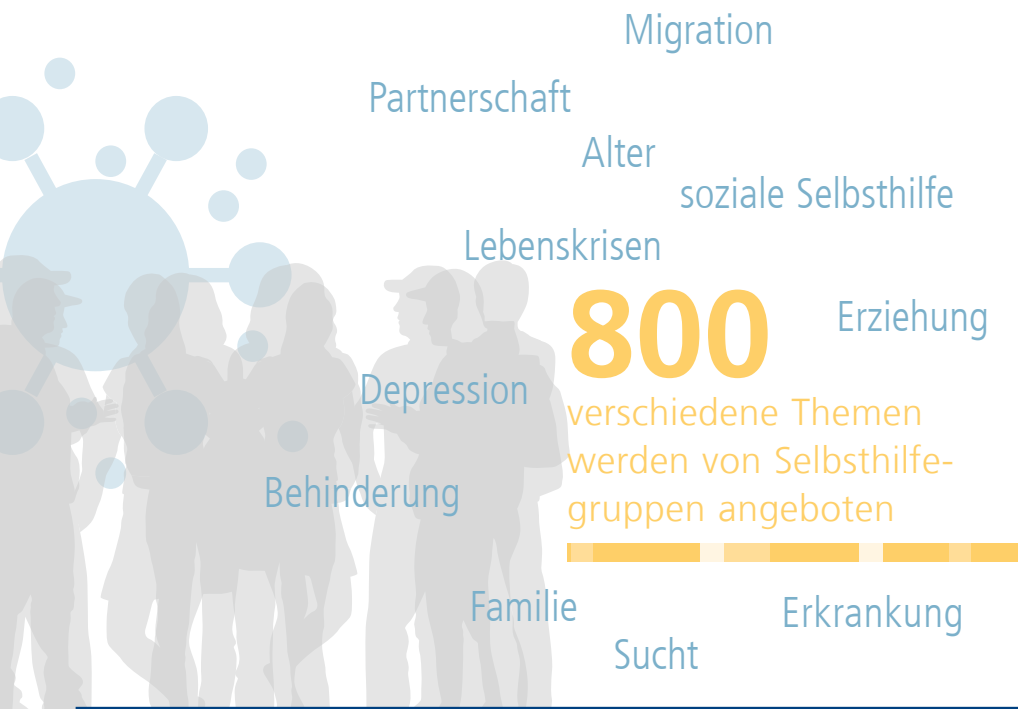 Migration
Partnerschaft
Alter
soziale Selbsthilfe
Lebenskrisen
800
Erziehung
Depression
verschiedene Themen
werden von Selbsthilfe-
gruppen angeboten
Behinderung
Familie
Erkrankung
Sucht